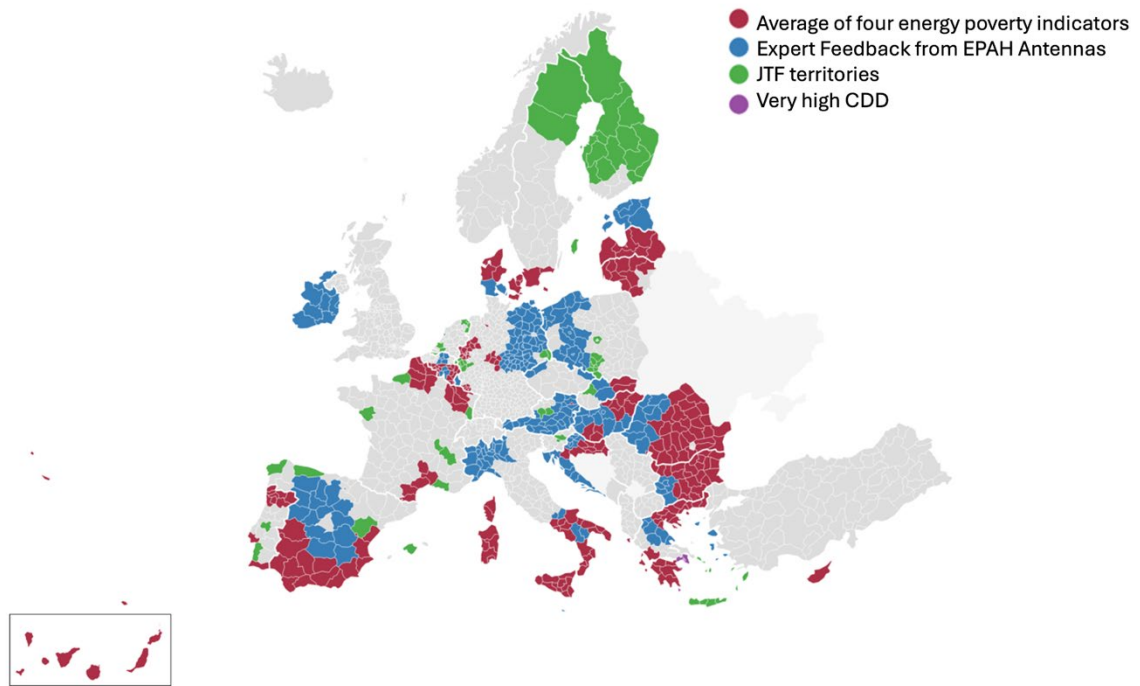 Average of four energy poverty indicators
Expert Feedback from EPAH Antennas
JTF territories
Very high CDD